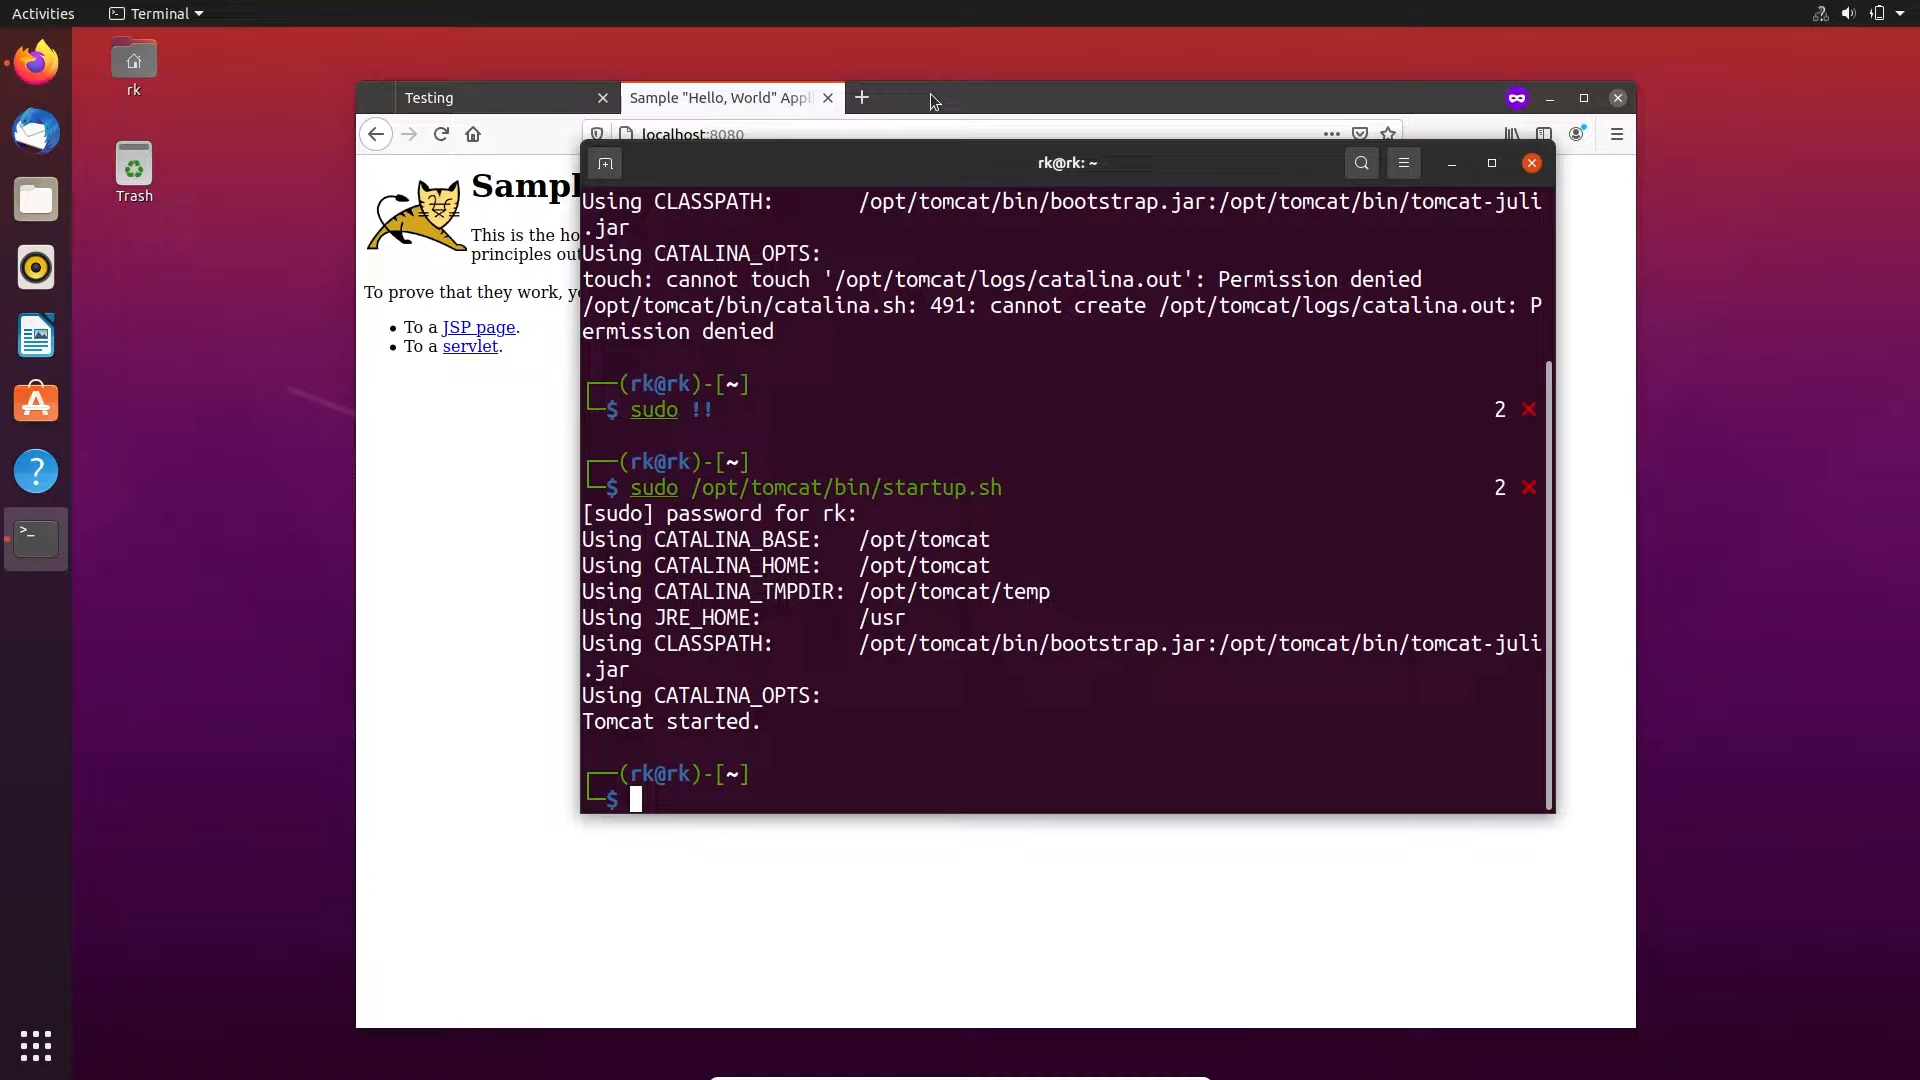 Activities
Terminal
rk
Trash
Testing
Sample "Hello, World" Appl
localhost:8080
This is the ho
To prove that they work, y
To a JSP page.
To a servlet.
rk@rk: ~
Using CLASSPATH: /opt/tomcat/bin/bootstrap.jar:/opt/tomcat/bin/tomcat-juli
.jar
Using CATALINA_OPTS:
touch: cannot touch '/opt/tomcat/logs/catalina.out': Permission denied
/opt/tomcat/bin/catalina.sh: 491: cannot create /opt/tomcat/logs/catalina.out: P
ermission denied
(rk@rk)-[~]
$ sudo !! 2
(rk@rk)-[~]
$ sudo /opt/tomcat/bin/startup.sh 2
[sudo] password for rk:
Using CATALINA_BASE: /opt/tomcat
Using CATALINA_HOME: /opt/tomcat
Using CATALINA_TMPDIR: /opt/tomcat/temp
Using JRE_HOME: /usr
Using CLASSPATH: /opt/tomcat/bin/bootstrap.jar:/opt/tomcat/bin/tomcat-juli
.jar
Using CATALINA_OPTS:
Tomcat started.
(rk@rk)-[~]
$